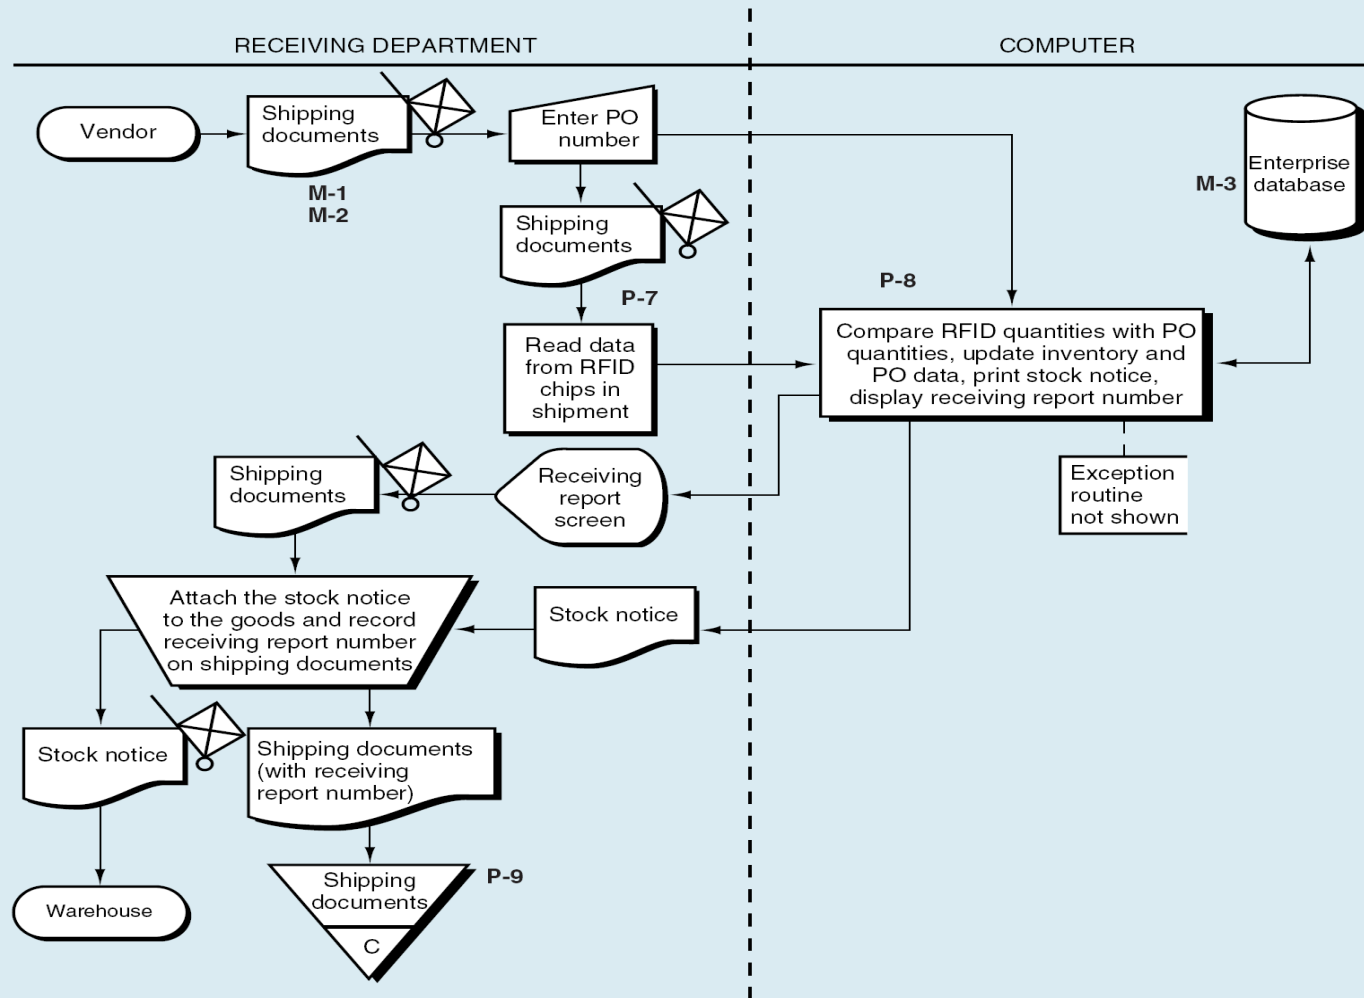 RECEIVING DEPARTMENT
COMPUTER
Vendor
Shipping
documents
M-1
M-2
Enter PO
number
Enterprise
database
M-3
Shipping
documents
P-7
P-8
Read data
from RFID
chips in
shipment
Compare RFID quantities with PO
quantities, update inventory and
PO data, print stock notice,
display receiving report number
Shipping
documents
Receiving
report
screen
Exception
routine
not shown
Attach the stock notice
to the goods and record
receiving report number
on shipping documents
Stock notice
Stock notice
Shipping documents
(with receiving
report number)
Warehouse
Shipping
documents
C
P-9